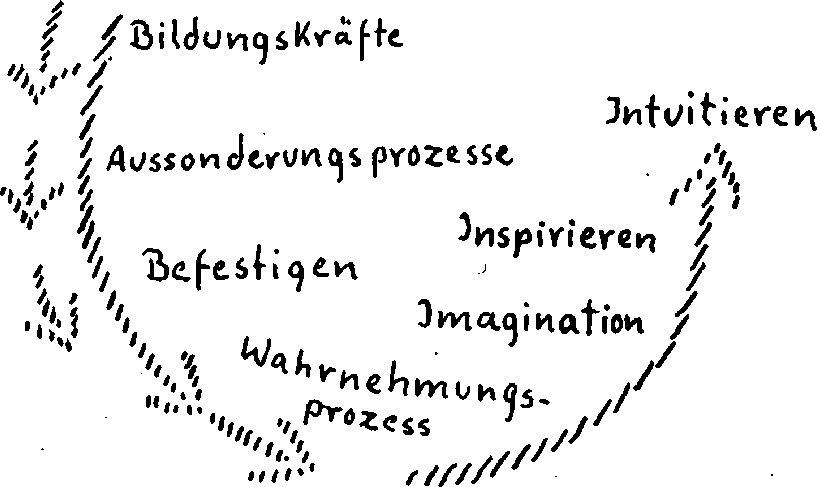 Bildungskräfte
Aussonderungsprozesse
Befestigen
Wahrnehmungs-
prozess
Imagination
Inspirieren
Intuitieren